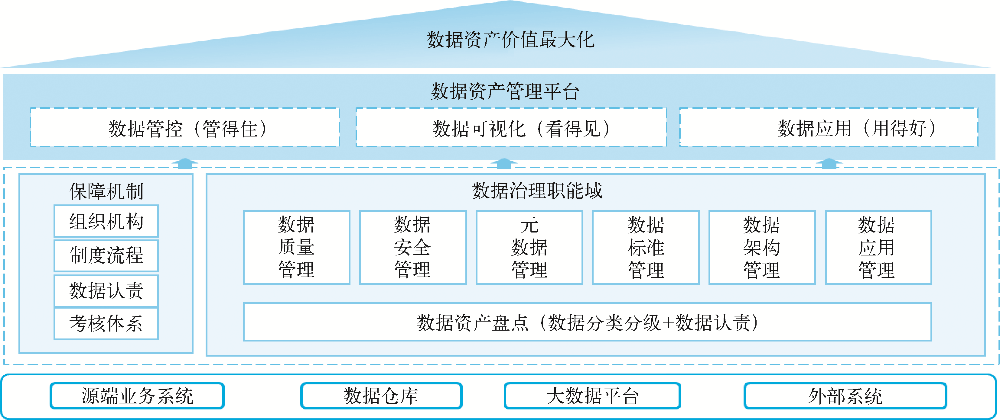 数据资产价值最大化
数据资产管理平台
数据管控（管得住）
数据可视化（看得见）
数据应用（用得好）
保障机制
组织机构
制度流程
数据认责
考核体系
数据治理职能域
数据
质量
管理
数据
安全
管理
元
数据
管理
数据
标准
管理
数据
架构
管理
数据
应用
管理
数据资产盘点（数据分类分级+数据认责）
源端业务系统
数据仓库
大数据平台
外部系统